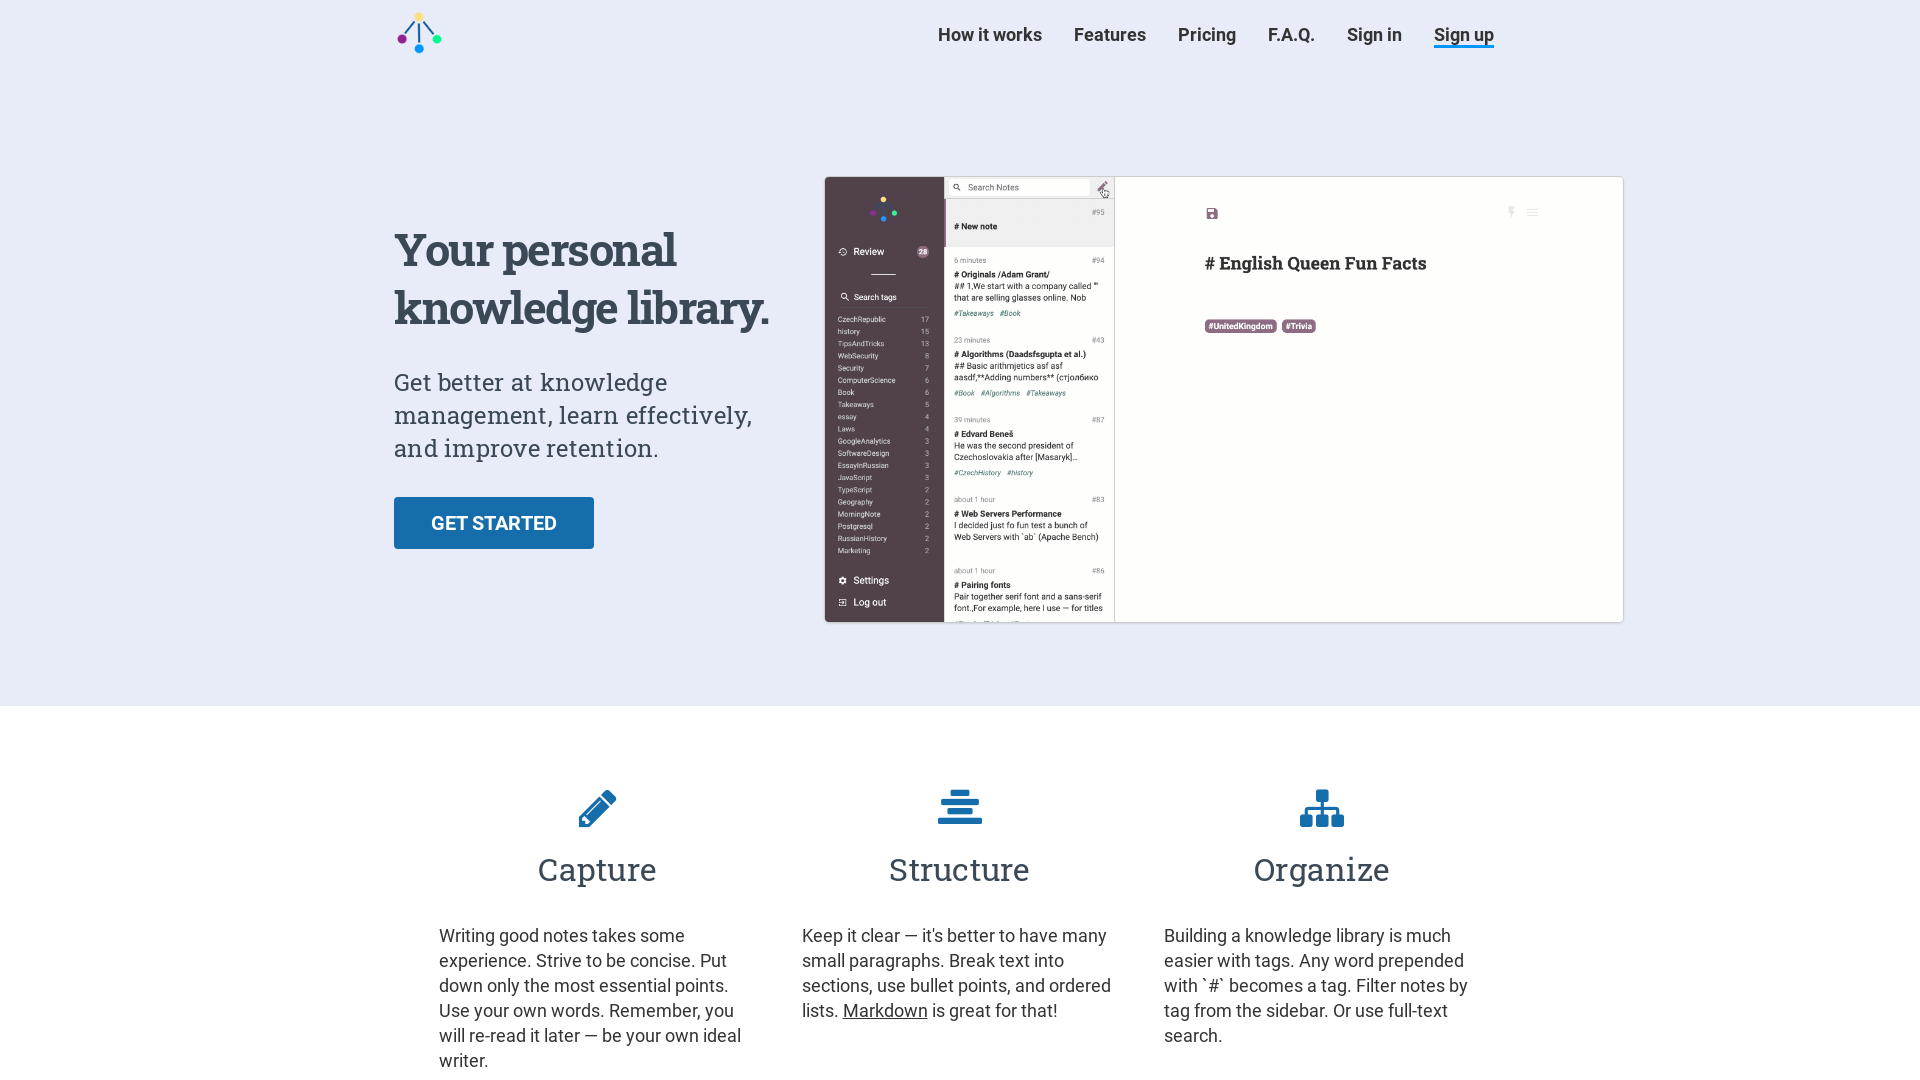 How it works
Features
Pricing
F.A.Q.
Sign in
Sign up
Your personal
knowledge library.
Get better at knowledge
management, learn effectively,
and improve retention.
GET STARTED
Review 28
Search tags
CzechRepublic 17
history 15
TipsAndTricks 13
WebSecurity 8
Security 7
ComputerScience 6
Book 6
Takeaways 5
essay 4
Laws 4
GoogleAnalytics 3
SoftwareDesign 3
EssayInRussian 3
JavaScript 3
TypeScript 2
Geography 2
MorningNote 2
Postgresql 2
RussianHistory 2
Marketing 2
Settings
Log out
Search Notes
#95
# New note
6 minutes #94
# Originals /Adam Grant/
## 1,We start with a company called ""
that are selling glasses online. Nob
#Takeaways #Book
23 minutes #43
# Algorithms (Daadsfsgupta et al.)
## Basic arithmjetics asf asf
aasdf,**Adding numbers** (стjолбико
#Book #Algorithms #Takeaways
39 minutes #87
# Edvard Beneš
He was the second president of
Czechoslovakia after [Masaryk]...
#CzechHistory #history
about 1 hour #83
# Web Servers Performance
I decided just fo fun test a bunch of
Web Servers with `ab` (Apache Bench)
about 1 hour #86
# Pairing fonts
Pair together serif font and a sans-serif
font.,For example, here I use — for titles
# English Queen Fun Facts
#UnitedKingdom #Trivia
Capture
Writing good notes takes some
experience. Strive to be concise. Put
down only the most essential points.
Use your own words. Remember, you
will re-read it later — be your own ideal
writer.
Structure
Keep it clear — it's better to have many
small paragraphs. Break text into
sections, use bullet points, and ordered
lists. Markdown is great for that!
Organize
Building a knowledge library is much
easier with tags. Any word prepended
with `#` becomes a tag. Filter notes by
tag from the sidebar. Or use full-text
search.